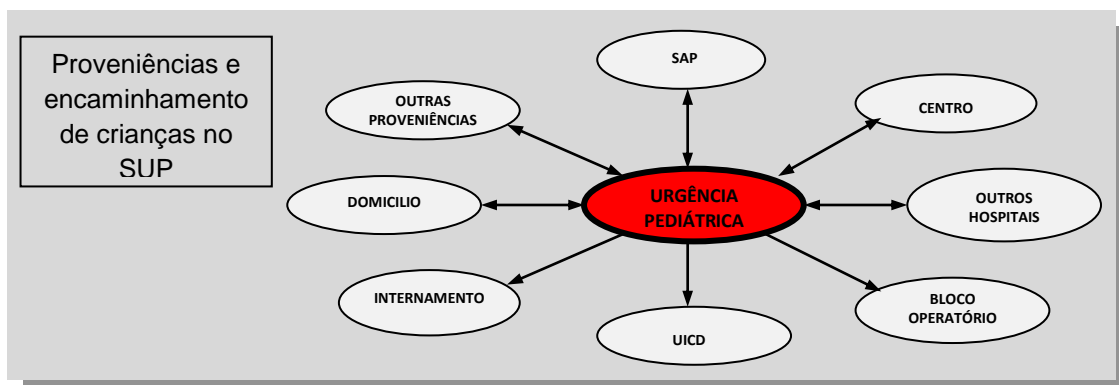 Proveniências e
encaminhamento
de crianças no
SUP
SAP
OUTRAS
PROVENIÊNCIAS
CENTRO
DOMICILIO
URGÊNCIA
PEDIÁTRICA
OUTROS
HOSPITAIS
INTERNAMENTO
UICD
BLOCO
OPERATÓRIO